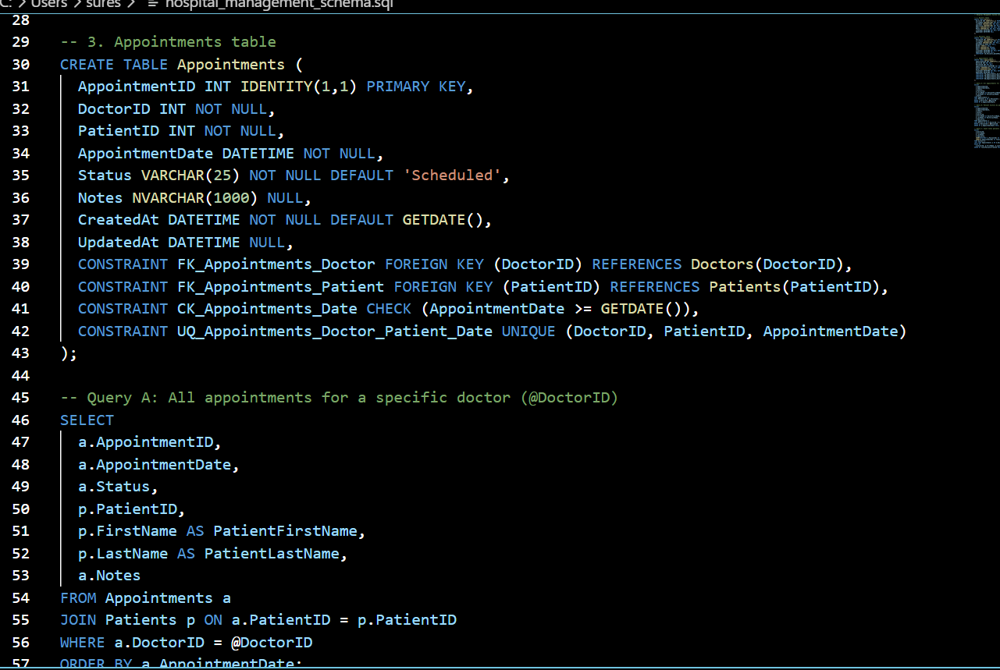 C: > Users > sures > hospital_management_schema.sql
28
29 -- 3. Appointments table
30 CREATE TABLE Appointments (
31 AppointmentID INT IDENTITY(1,1) PRIMARY KEY,
32 DoctorID INT NOT NULL,
33 PatientID INT NOT NULL,
34 AppointmentDate DATETIME NOT NULL,
35 Status VARCHAR(25) NOT NULL DEFAULT 'Scheduled',
36 Notes NVARCHAR(1000) NULL,
37 CreatedAt DATETIME NOT NULL DEFAULT GETDATE(),
38 UpdatedAt DATETIME NULL,
39 CONSTRAINT FK_Appointments_Doctor FOREIGN KEY (DoctorID) REFERENCES Doctors(DoctorID),
40 CONSTRAINT FK_Appointments_Patient FOREIGN KEY (PatientID) REFERENCES Patients(PatientID),
41 CONSTRAINT CK_Appointments_Date CHECK (AppointmentDate >= GETDATE()),
42 CONSTRAINT UQ_Appointments_Doctor_Patient_Date UNIQUE (DoctorID, PatientID, AppointmentDate)
43 );
44
45 -- Query A: All appointments for a specific doctor (@DoctorID)
46 SELECT
47 a.AppointmentID,
48 a.AppointmentDate,
49 a.Status,
50 p.PatientID,
51 p.FirstName AS PatientFirstName,
52 p.LastName AS PatientLastName,
53 a.Notes
54 FROM Appointments a
55 JOIN Patients p ON a.PatientID = p.PatientID
56 WHERE a.DoctorID = @DoctorID
57 ORDER BY a.AppointmentDate;